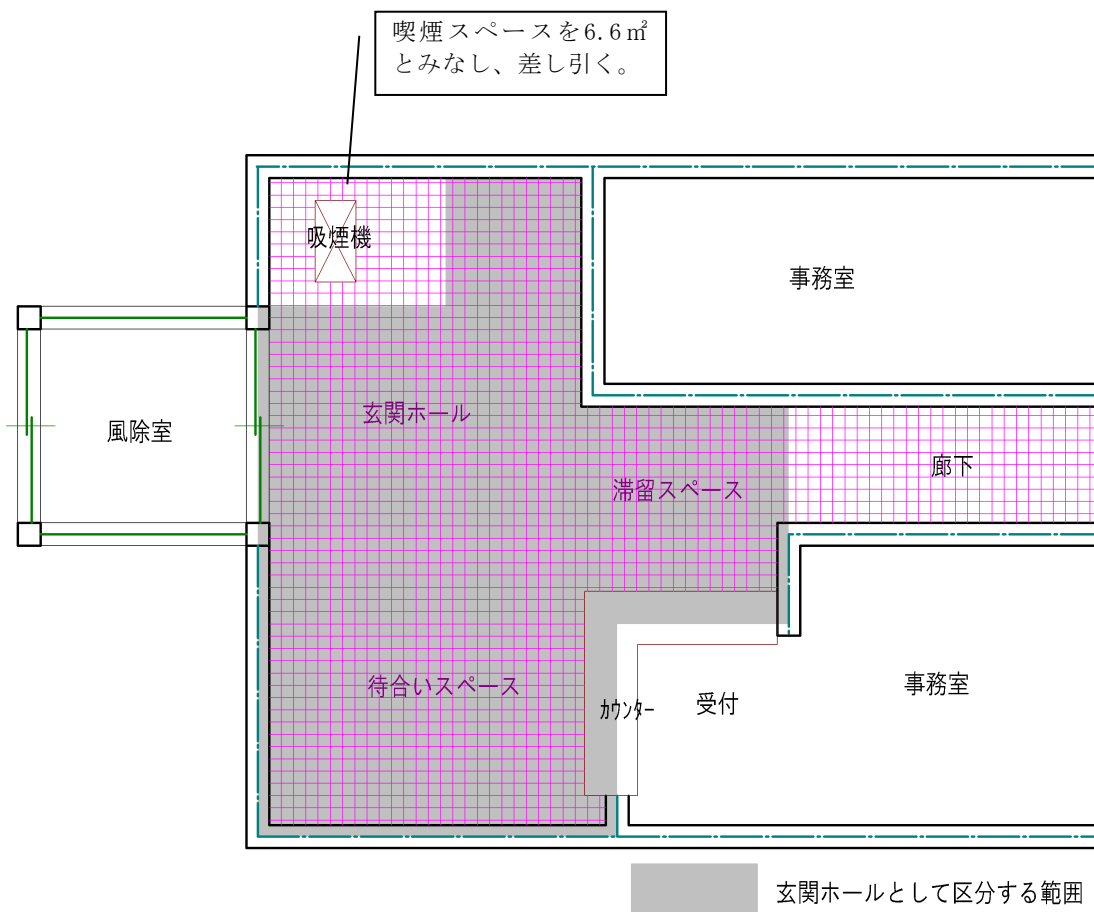 喫煙スペースを6.6㎡
とみなし、差し引く。
吸煙機
事務室
玄関ホール
風除室
廊下
滞留スペース
待合いスペース
事務室
カウンター
受付
玄関ホールとして区分する範囲